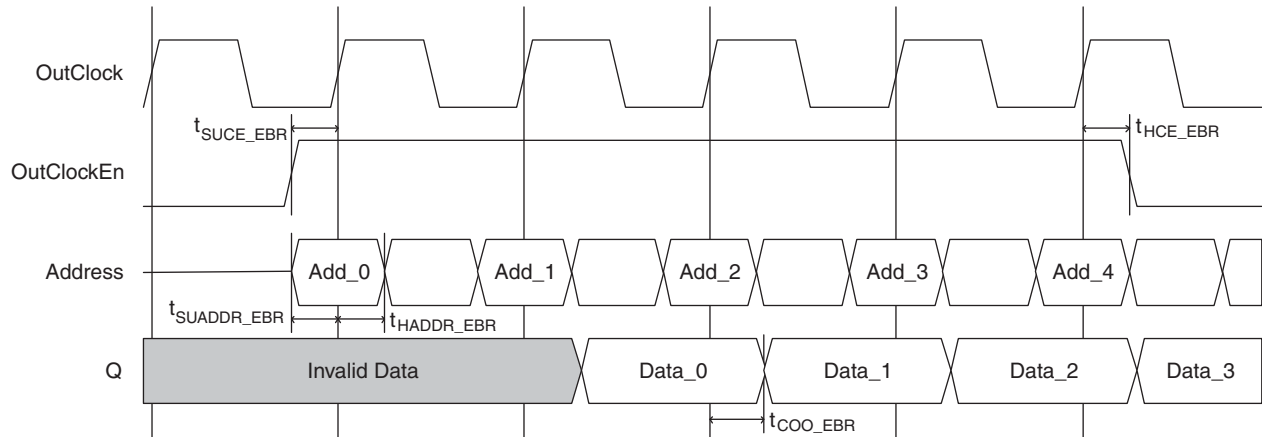 OutClock
tSUCE_EBR
tHCE_EBR
OutClockEn
Address
Add_0
Add_1
Add_2
Add_3
Add_4
tSUADDR_EBR
tHADDR_EBR
Q
Invalid Data
Data_0
Data_1
Data_2
Data_3
tCOO_EBR